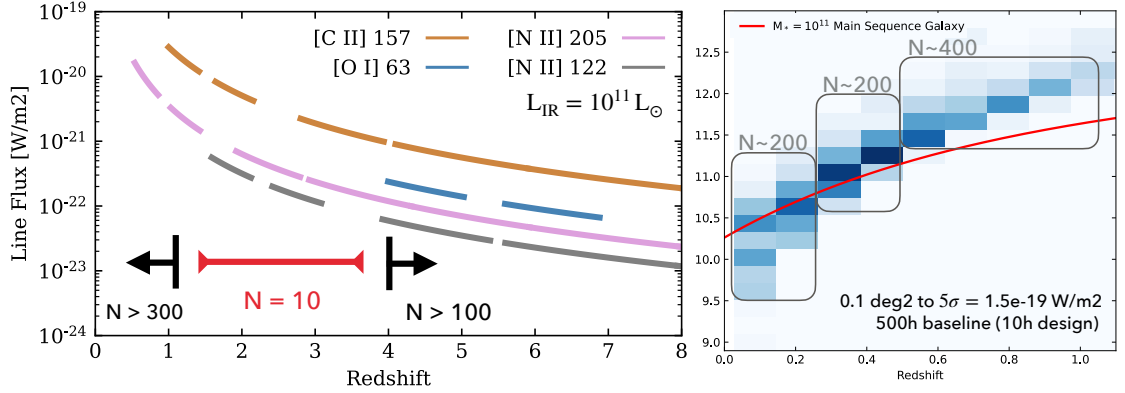 10⁻¹⁹
10⁻²⁰
10⁻²¹
10⁻²²
10⁻²³
10⁻²⁴
Line Flux [W/m2]
[C II] 157
[N II] 205
[O I] 63
[N II] 122
L_IR = 10¹¹ L_⊙
N > 300
N = 10
N > 100
0 1 2 3 4 5 6 7 8
Redshift
M_* = 10¹¹ Main Sequence Galaxy
12.5
12.0
11.5
11.0
10.5
10.0
9.5
9.0
N~400
N~200
N~200
0.1 deg2 to 5σ = 1.5e-19 W/m2
500h baseline (10h design)
0.0 0.2 0.4 0.6 0.8 1.0
Redshift